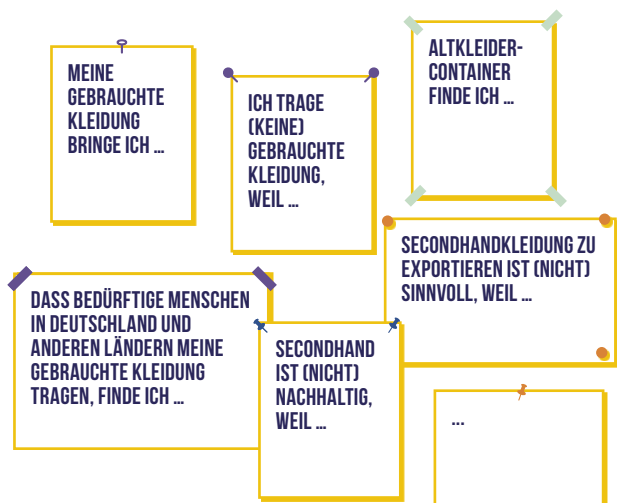 MEINE
GEBRAUCHTE
KLEIDUNG
BRINGE ICH ...
ICH TRAGE
(KEINE)
GEBRAUCHTE
KLEIDUNG,
WEIL ...
ALTKLEIDER-
CONTAINER
FINDE ICH ...
SECONDHANDKLEIDUNG ZU
EXPORTIEREN IST (NICHT)
SINNVOLL, WEIL ...
DASS BEDÜRFTIGE MENSCHEN
IN DEUTSCHLAND UND
ANDEREN LÄNDERN MEINE
GEBRAUCHTE KLEIDUNG
TRAGEN, FINDE ICH ...
SECONDHAND
IST (NICHT)
NACHHALTIG,
WEIL ...
...